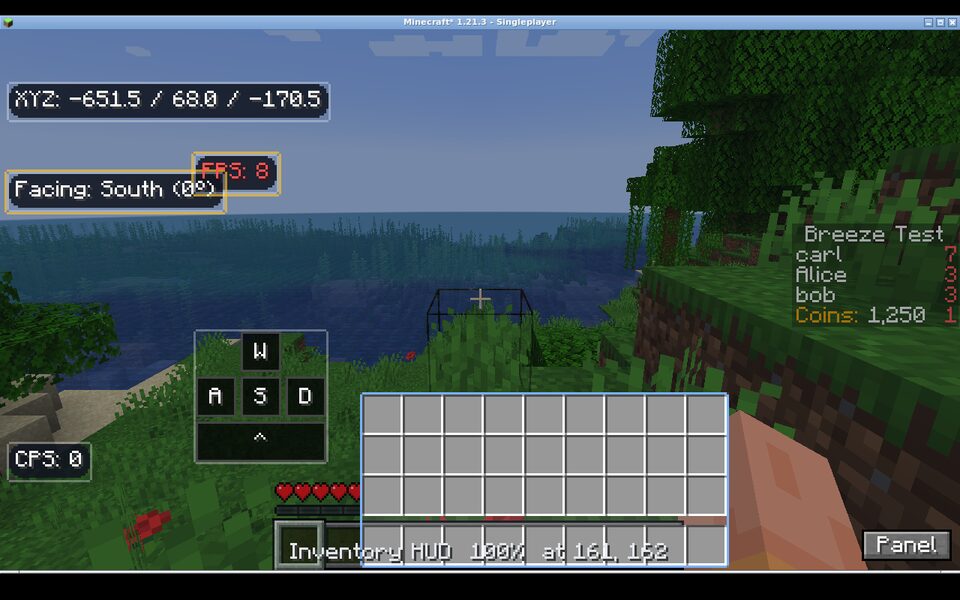 Minecraft* 1.21.3 - Singleplayer
XYZ: -651.5 / 68.0 / -170.5
FPS: 8
Facing: South (0°)
Breeze Test
carl 7
Alice 3
bob 3
Coins: 1,250 1
W
A S D
^
CPS: 0
Inventory HUD 100% at 161, 162
Panel